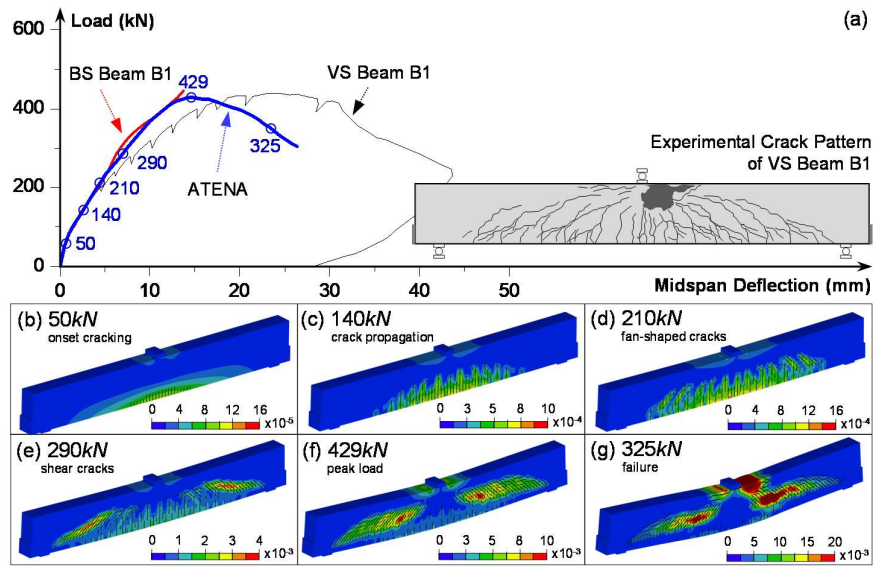 Load (kN)
(a)
600
400
200
0
BS Beam B1
429
VS Beam B1
325
290
ATENA
210
140
50
Experimental Crack Pattern
of VS Beam B1
0 10 20 30 40 50
Midspan Deflection (mm)
(b) 50kN
onset cracking
0 4 8 12 16 x10-5
(c) 140kN
crack propagation
0 3 5 8 10 x10-4
(d) 210kN
fan-shaped cracks
0 4 8 12 16 x10-4
(e) 290kN
shear cracks
0 1 2 3 4 x10-3
(f) 429kN
peak load
0 3 5 8 10 x10-3
(g) 325kN
failure
0 5 10 15 20 x10-3